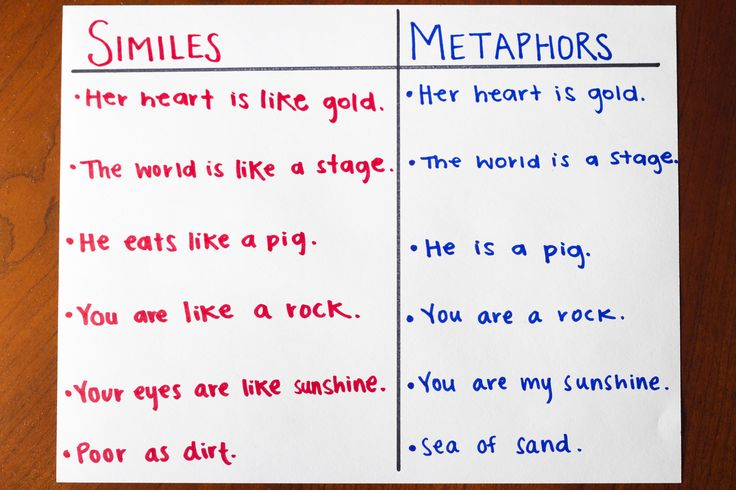 SIMILES
• Her heart is like gold.
• The world is like a stage.
• He eats like a pig.
• You are like a rock.
• Your eyes are like sunshine.
• Poor as dirt.
METAPHORS
• Her heart is gold.
• The world is a stage.
• He is a pig.
• You are a rock.
• You are my sunshine.
• Sea of sand.